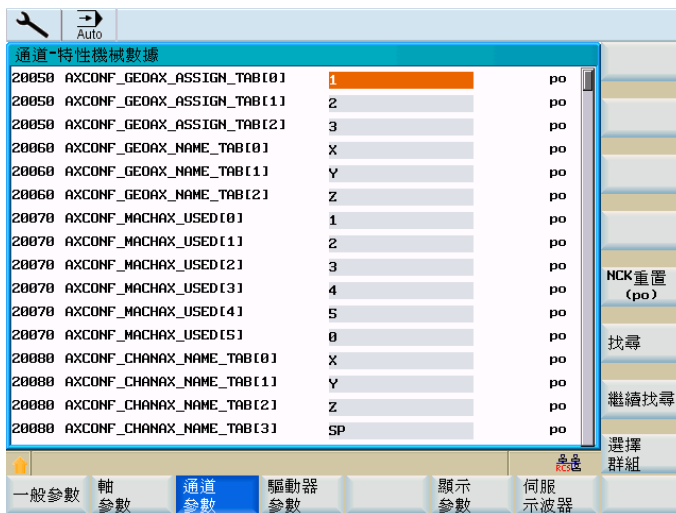 Auto
通道-特性機械數據
20050 AXCONF_GEOAX_ASSIGN_TAB[0] 1 po
20050 AXCONF_GEOAX_ASSIGN_TAB[1] 2 po
20050 AXCONF_GEOAX_ASSIGN_TAB[2] 3 po
20060 AXCONF_GEOAX_NAME_TAB[0] X po
20060 AXCONF_GEOAX_NAME_TAB[1] Y po
20060 AXCONF_GEOAX_NAME_TAB[2] Z po
20070 AXCONF_MACHAX_USED[0] 1 po
20070 AXCONF_MACHAX_USED[1] 2 po
20070 AXCONF_MACHAX_USED[2] 3 po
20070 AXCONF_MACHAX_USED[3] 4 po
20070 AXCONF_MACHAX_USED[4] 5 po
20070 AXCONF_MACHAX_USED[5] 0 po
20080 AXCONF_CHANAX_NAME_TAB[0] X po
20080 AXCONF_CHANAX_NAME_TAB[1] Y po
20080 AXCONF_CHANAX_NAME_TAB[2] Z po
20080 AXCONF_CHANAX_NAME_TAB[3] SP po
NCK重置
(po)
找尋
繼續找尋
選擇
群組
RCS
一般參數
軸
參數
通道
參數
驅動器
參數
顯示
參數
伺服
示波器